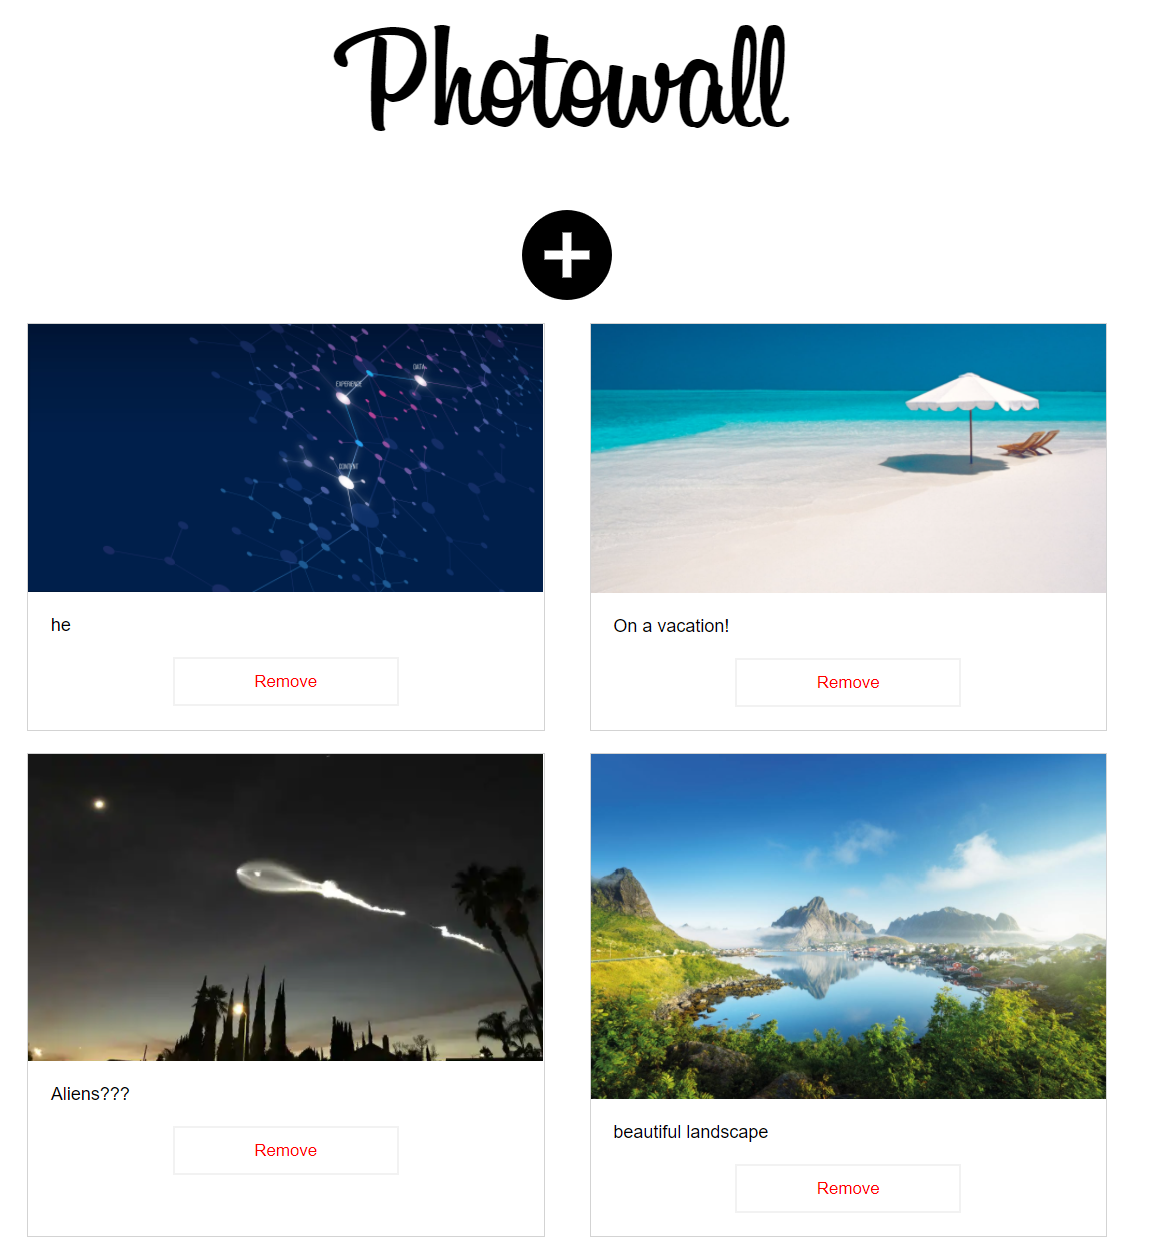 Photowall
DATA
EXPERIENCE
CONTENT
he
Remove
On a vacation!
Remove
Aliens???
Remove
beautiful landscape
Remove